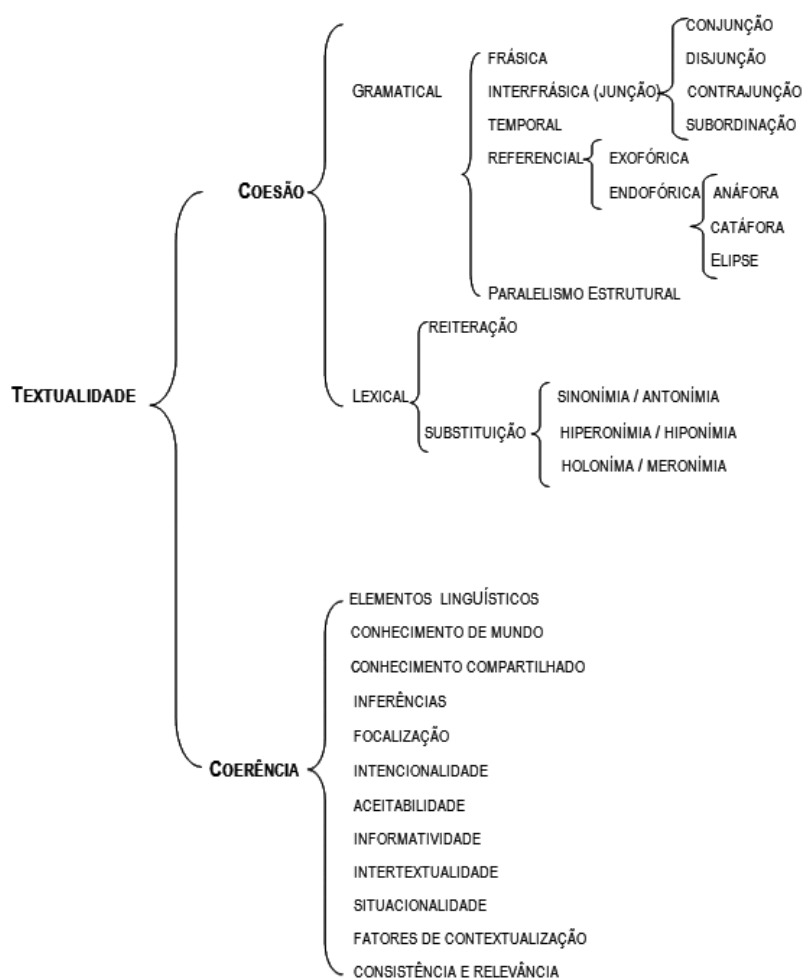 CONJUNÇÃO
FRÁSICA
DISJUNÇÃO
GRAMATICAL
INTERFRÁSICA (JUNÇÃO)
CONTRAJUNÇÃO
TEMPORAL
SUBORDINAÇÃO
REFERENCIAL
EXOFÓRICA
COESÃO
ENDOFÓRICA
ANÁFORA
CATÁFORA
ELIPSE
PARALELISMO ESTRUTURAL
REITERAÇÃO
TEXTUALIDADE
LEXICAL
SINONÍMIA / ANTONÍMIA
SUBSTITUIÇÃO
HIPERONÍMIA / HIPONÍMIA
HOLONÍMA / MERONÍMIA
ELEMENTOS LINGÜÍSTICOS
CONHECIMENTO DE MUNDO
CONHECIMENTO COMPARTILHADO
INFERÊNCIAS
FOCALIZAÇÃO
COERÊNCIA
INTENCIONALIDADE
ACEITABILIDADE
INFORMATIVIDADE
INTERTEXTUALIDADE
SITUACIONALIDADE
FATORES DE CONTEXTUALIZAÇÃO
CONSISTÊNCIA E RELEVÂNCIA